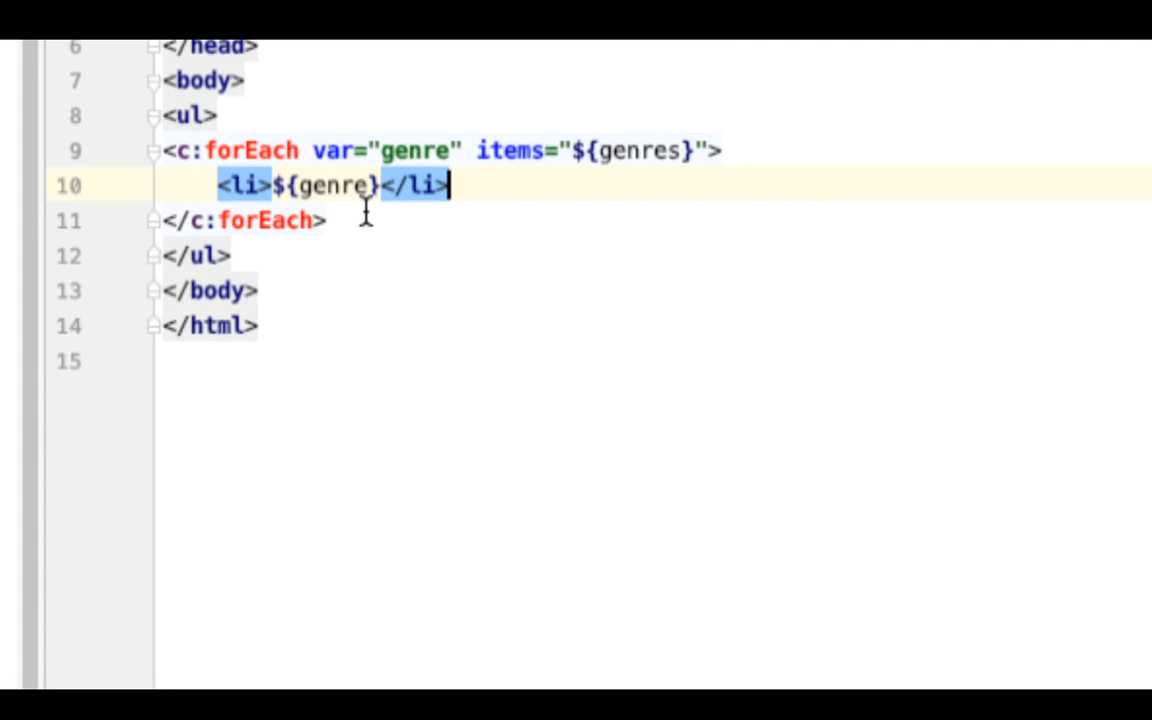 6 </head>
7 <body>
8 <ul>
9 <c:forEach var="genre" items="${genres}">
10 <li>${genre}</li>
11 </c:forEach>
12 </ul>
13 </body>
14 </html>
15